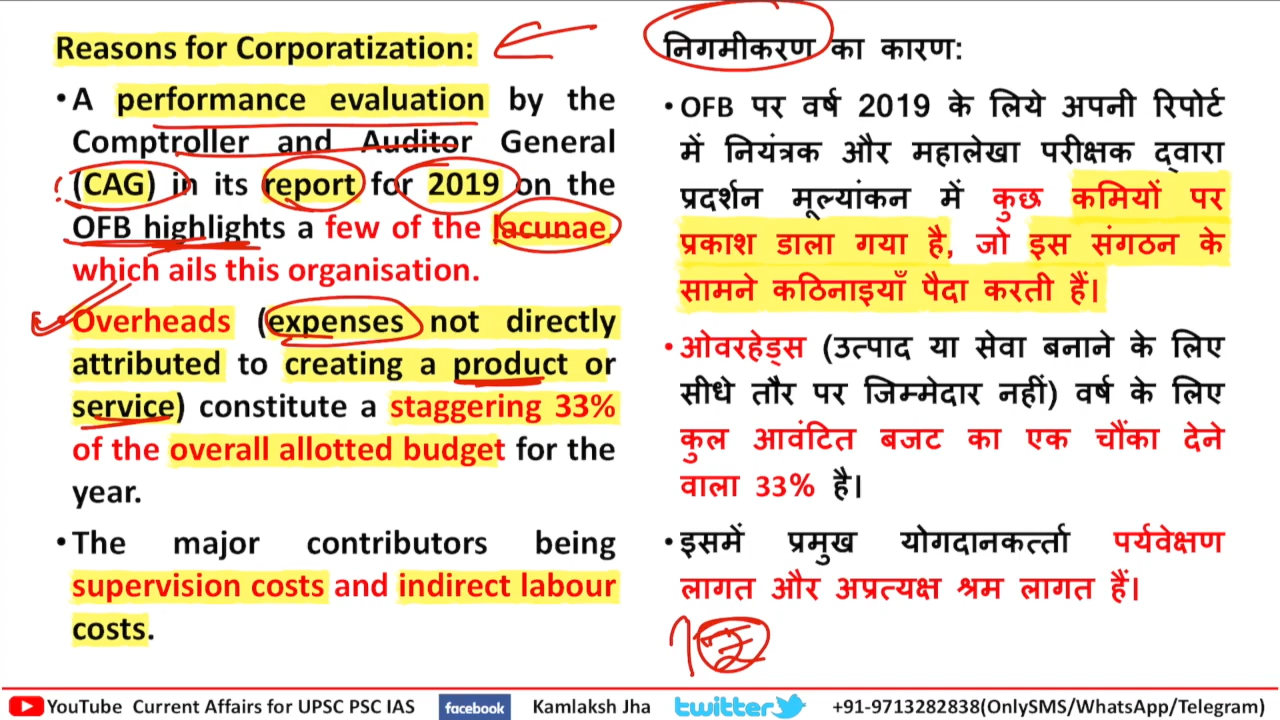 Reasons for Corporatization:
•A performance evaluation by the
Comptroller and Auditor General
(CAG) in its report for 2019 on the
OFB highlights a few of the lacunae,
which ails this organisation.
•Overheads (expenses not directly
attributed to creating a product or
service) constitute a staggering 33%
of the overall allotted budget for the
year.
•The major contributors being
supervision costs and indirect labour
costs.
निगमीकरण का कारण:
•OFB पर वर्ष 2019 के लिये अपनी रिपोर्ट
में नियंत्रक और महालेखा परीक्षक द्वारा
प्रदर्शन मूल्यांकन में कुछ कमियों पर
प्रकाश डाला गया है, जो इस संगठन के
सामने कठिनाइयाँ पैदा करती हैं।
•ओवरहेड्स (उत्पाद या सेवा बनाने के लिए
सीधे तौर पर जिम्मेदार नहीं) वर्ष के लिए
कुल आवंटित बजट का एक चौंका देने
वाला 33% है।
•इसमें प्रमुख योगदानकर्त्ता पर्यवेक्षण
लागत और अप्रत्यक्ष श्रम लागत हैं।
YouTube Current Affairs for UPSC PSC IAS facebook Kamlaksh Jha twitter +91-9713282838(OnlySMS/WhatsApp/Telegram)